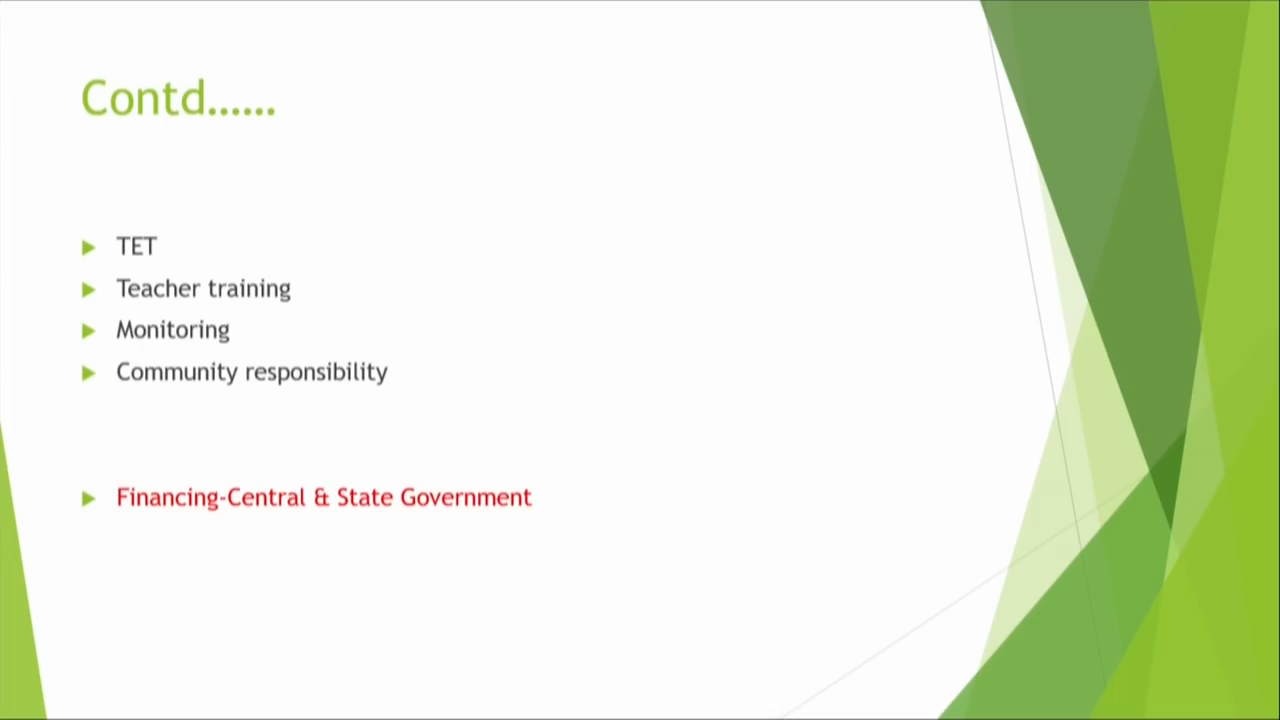 Contd......
TET
Teacher training
Monitoring
Community responsibility
Financing-Central & State Government